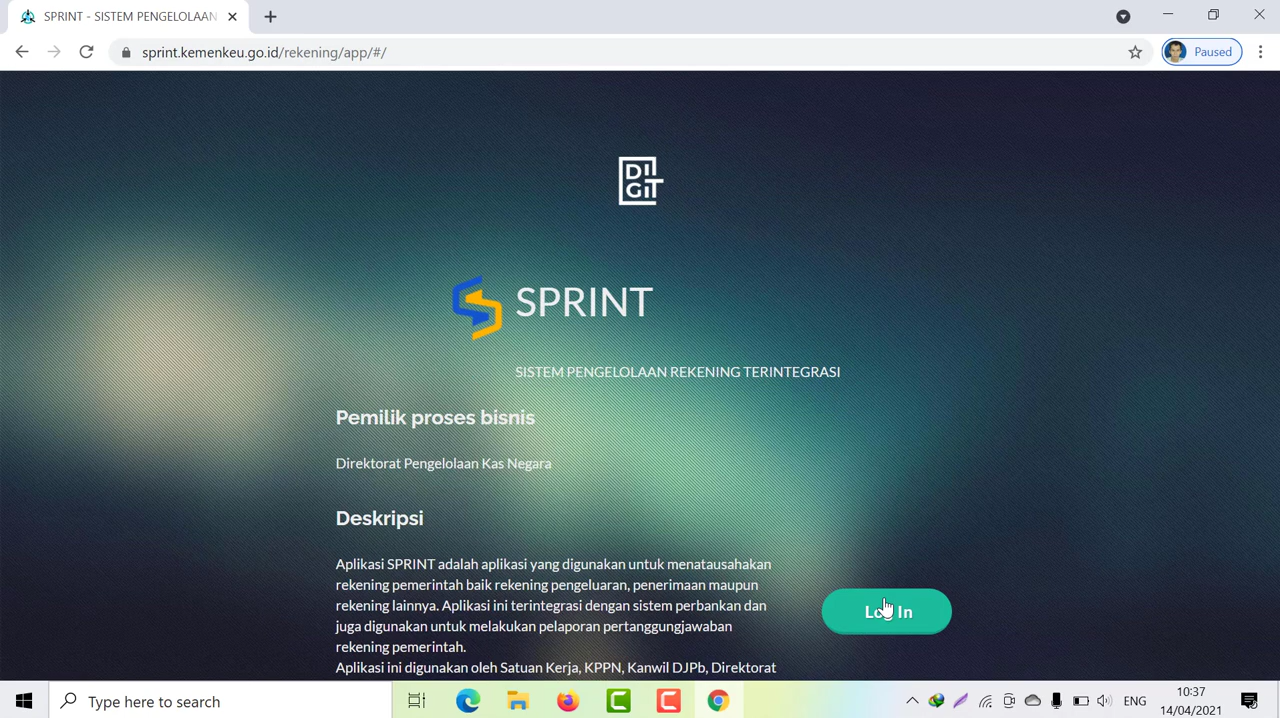 SPRINT - SISTEM PENGELOLAAN
sprint.kemenkeu.go.id/rekening/app/#/
Paused
DIGIT
SPRINT
SISTEM PENGELOLAAN REKENING TERINTEGRASI
Pemilik proses bisnis
Direktorat Pengelolaan Kas Negara
Deskripsi
Aplikasi SPRINT adalah aplikasi yang digunakan untuk menatausahakan
rekening pemerintah baik rekening pengeluaran, penerimaan maupun
rekening lainnya. Aplikasi ini terintegrasi dengan sistem perbankan dan
juga digunakan untuk melakukan pelaporan pertanggungjawaban
rekening pemerintah.
Aplikasi ini digunakan oleh Satuan Kerja, KPPN, Kanwil DJPb, Direktorat
Log In
Type here to search
ENG
10:37
14/04/2021